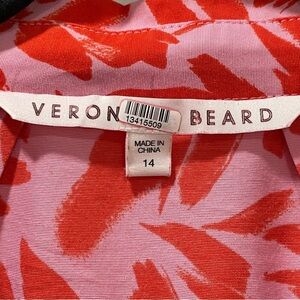 VERON BEARD
13415509
MADE IN
CHINA
14